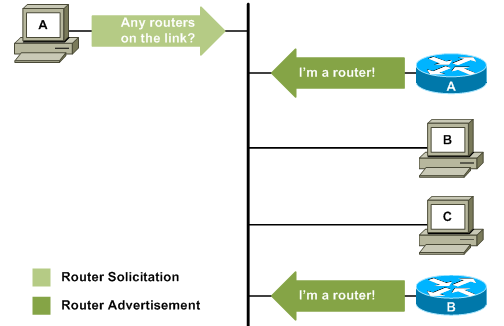 A
Any routers
on the link?
I'm a router!
A
B
C
I'm a router!
B
Router Solicitation
Router Advertisement